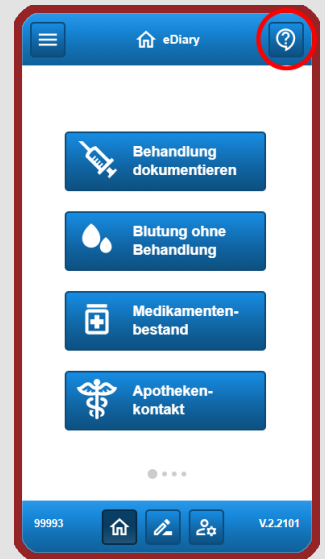 eDiary
Behandlung
dokumentieren
Blutung ohne
Behandlung
Medikamenten-
bestand
Apotheken-
kontakt
99993
V.2.2101